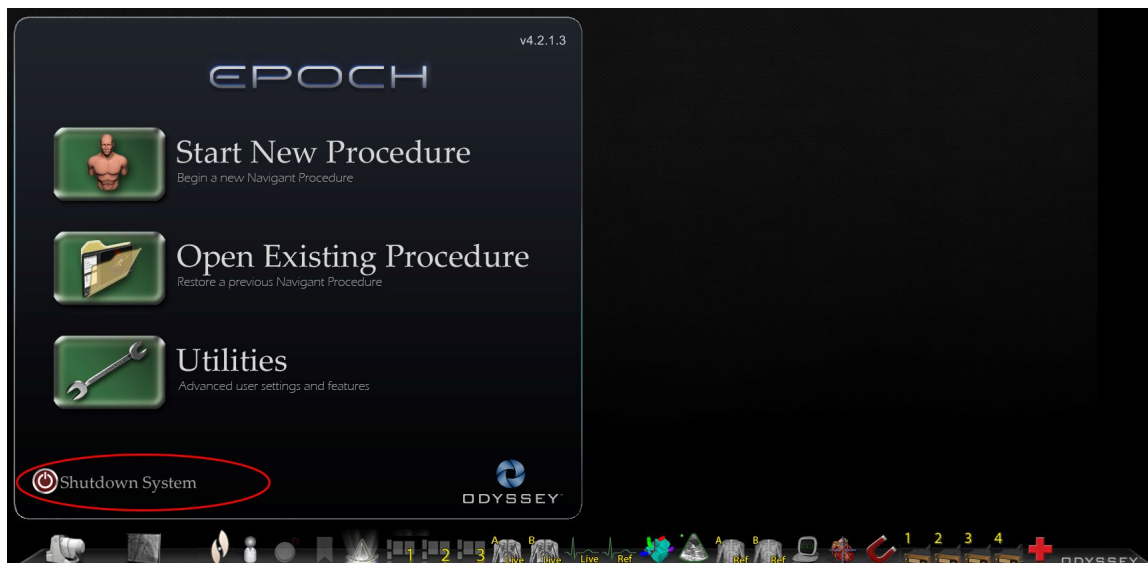 v4.2.1.3
EPOCH
Start New Procedure
Begin a new Navigant Procedure
Open Existing Procedure
Restore a previous Navigant Procedure
Utilities
Advanced user settings and features
Shutdown System
ODYSSEY
1 2 3 A Live B Live Live Ref A Ref B Ref 1 2 3 4 ODYSSEY